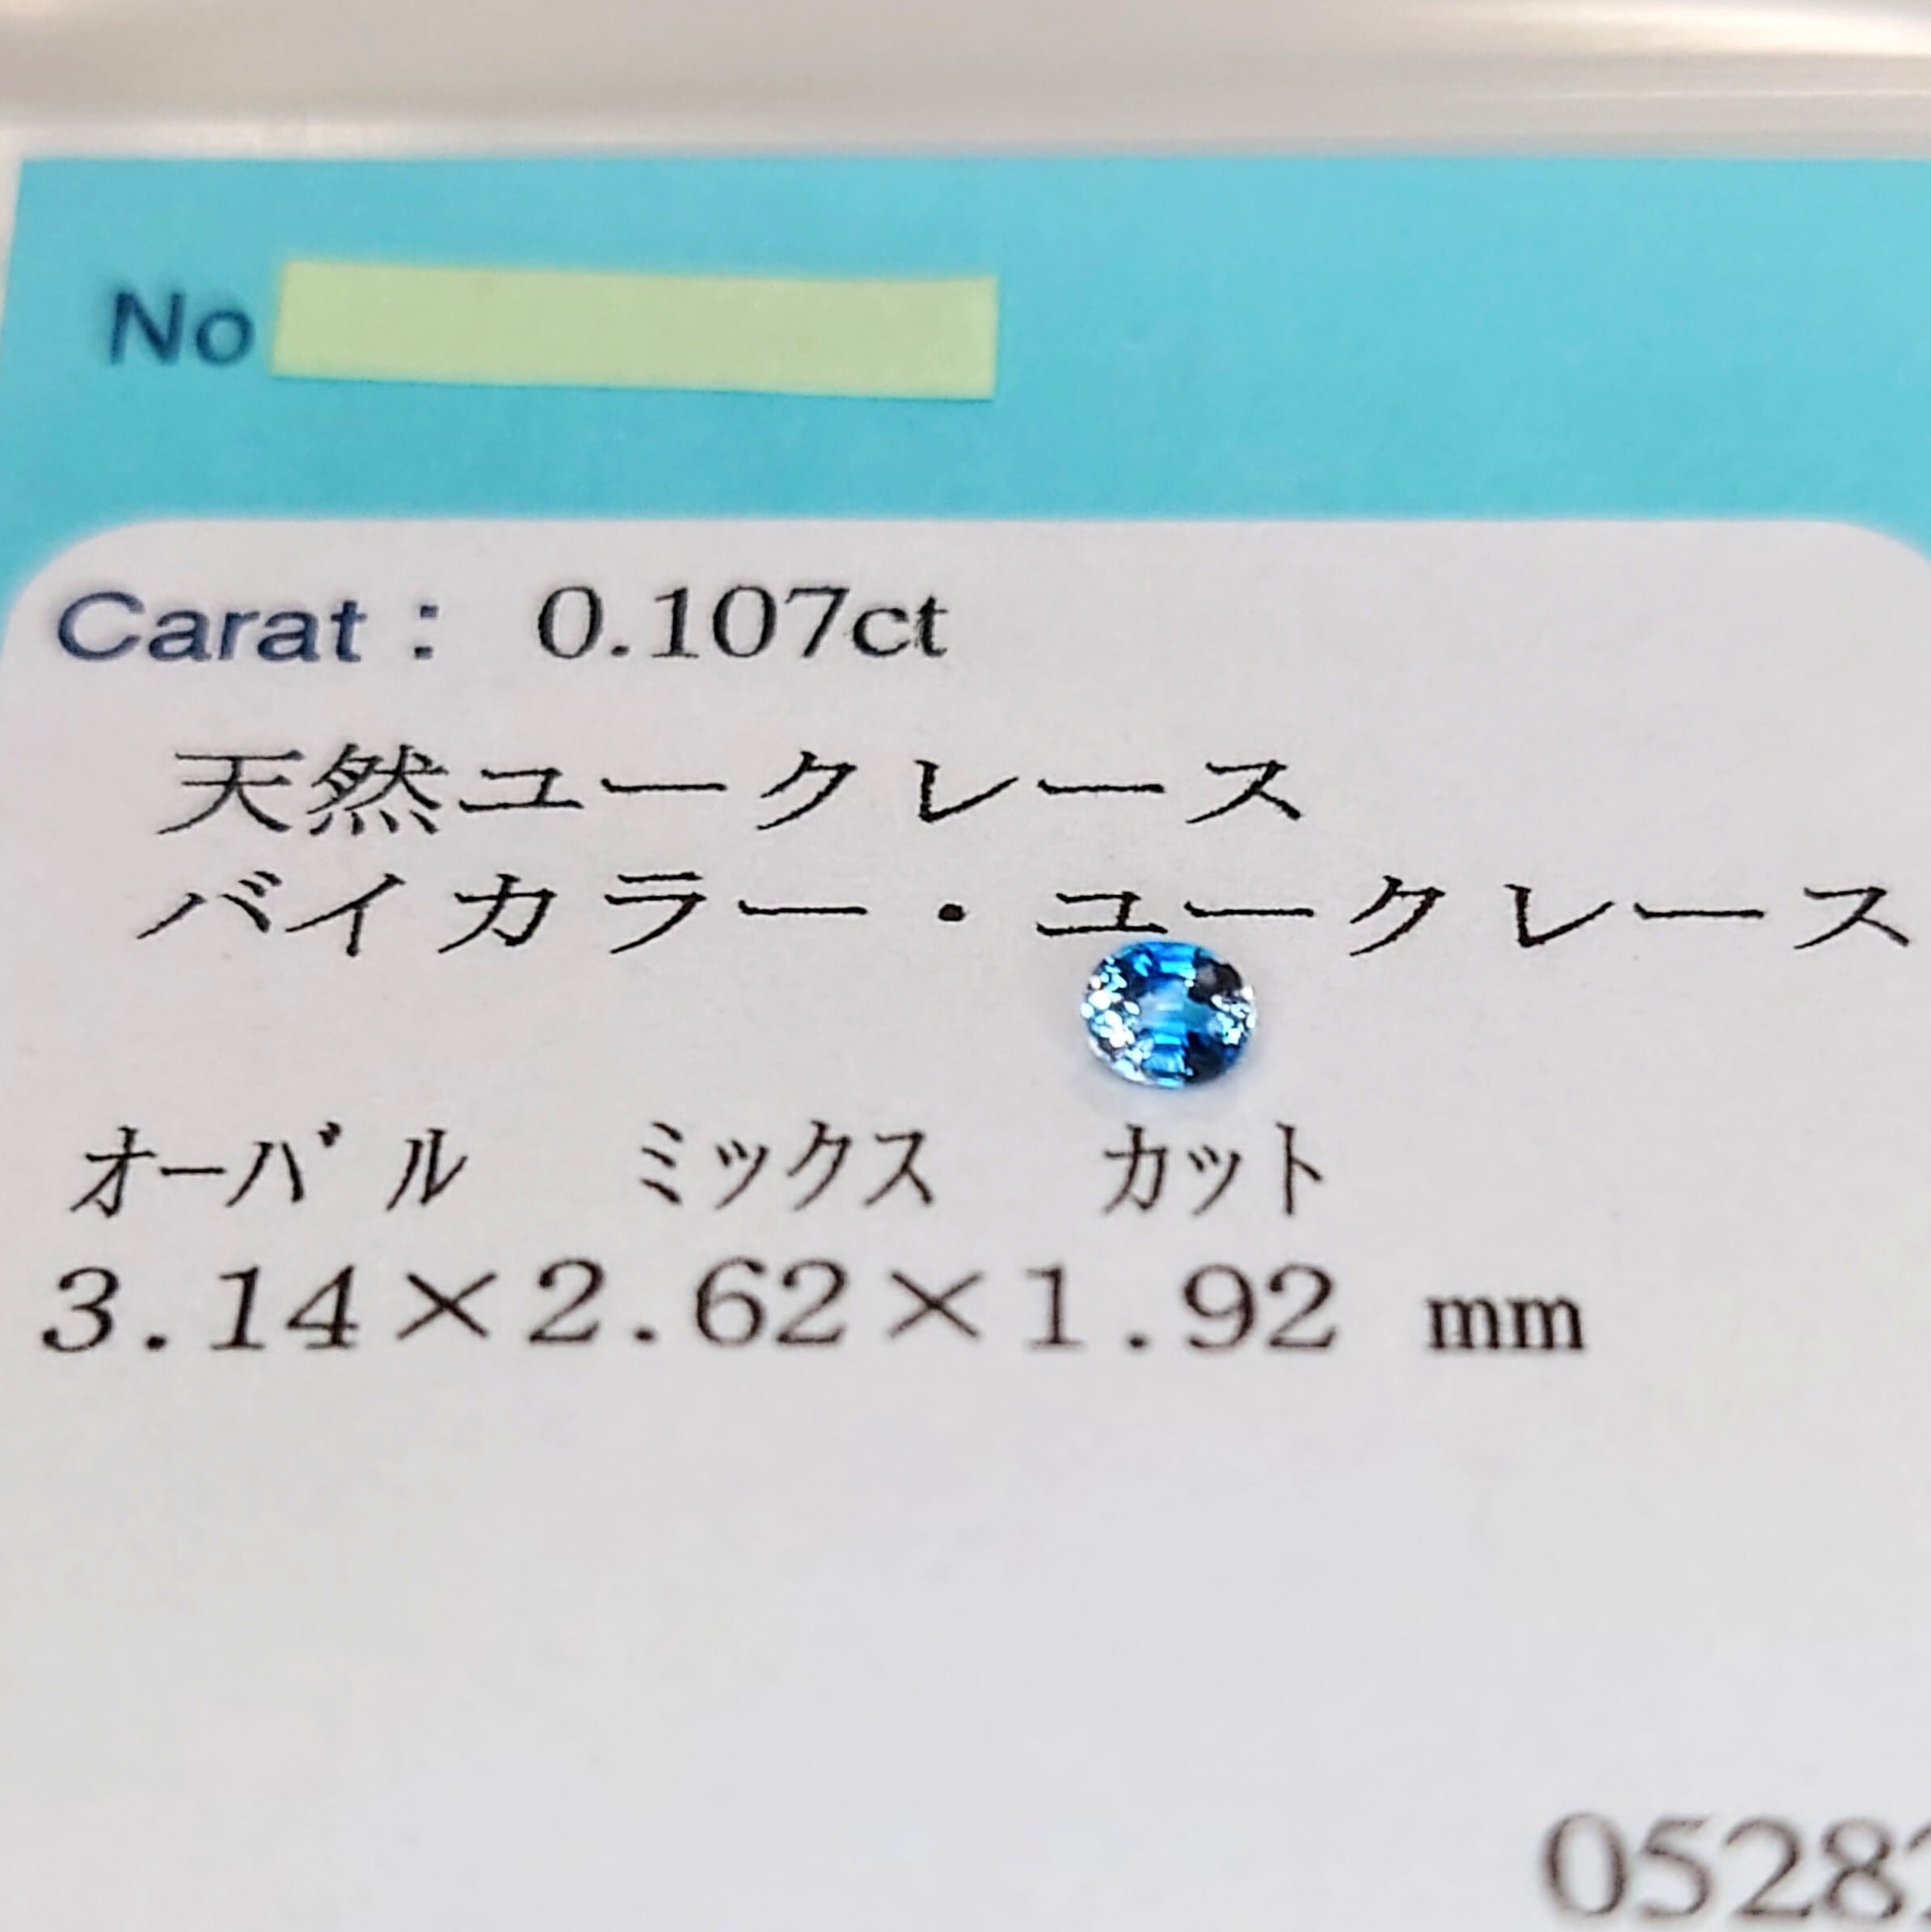 No
Carat : 0.107ct
天然ユークレース
バイカラー・ユークレース
オーバル ミックス カット
3.14×2.62×1.92 mm
0528